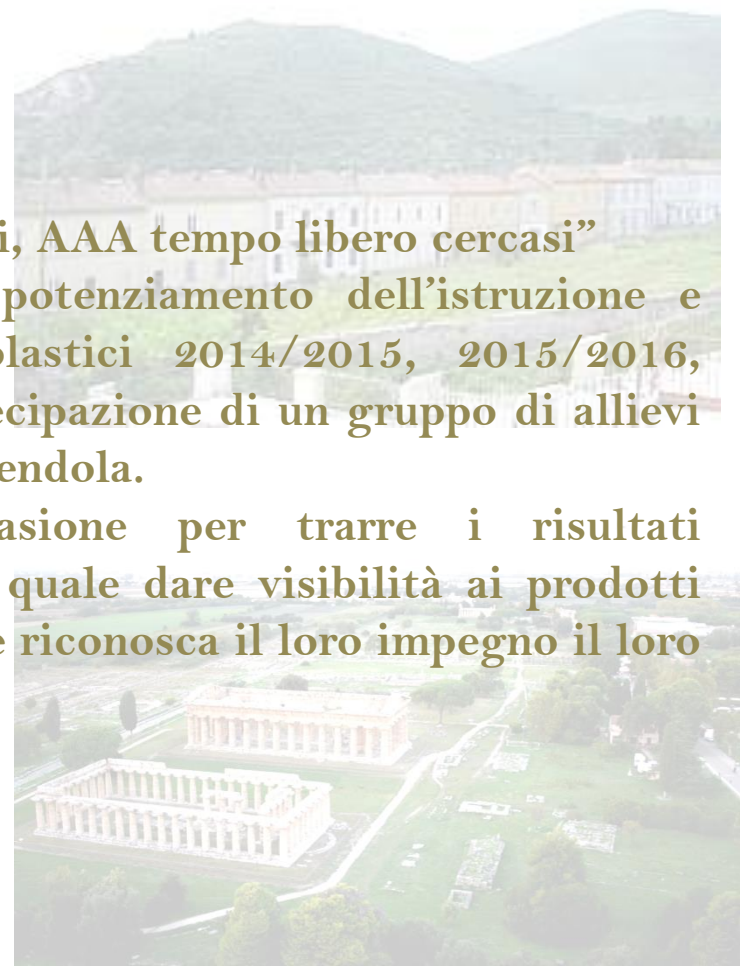 i, AAA tempo libero cercasi”
potenziamento dell’istruzione e
olastici 2014/2015, 2015/2016,
ecipazione di un gruppo di allievi
endola.
asione per trarre i risultati
quale dare visibilità ai prodotti
e riconosca il loro impegno il loro